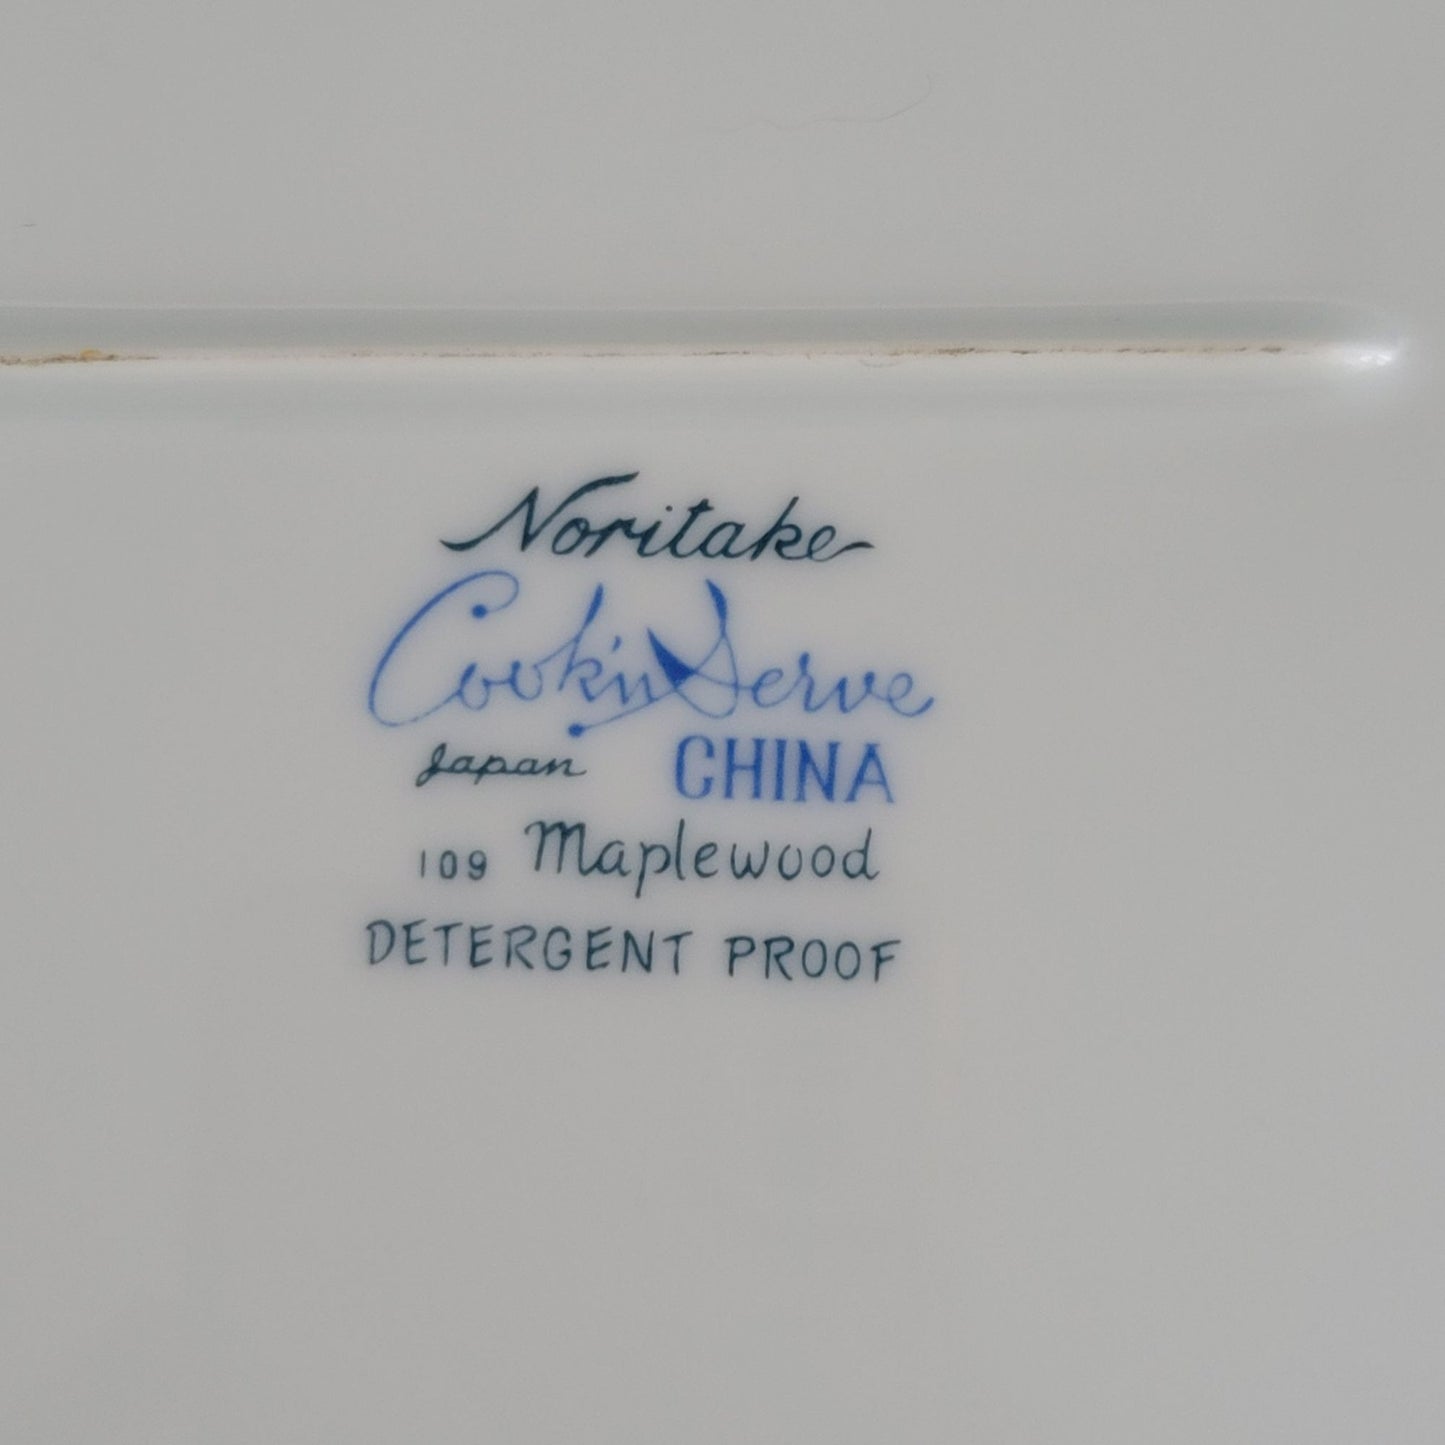 Noritake
Cook'n Serve
Japan CHINA
109 Maplewood
DETERGENT PROOF